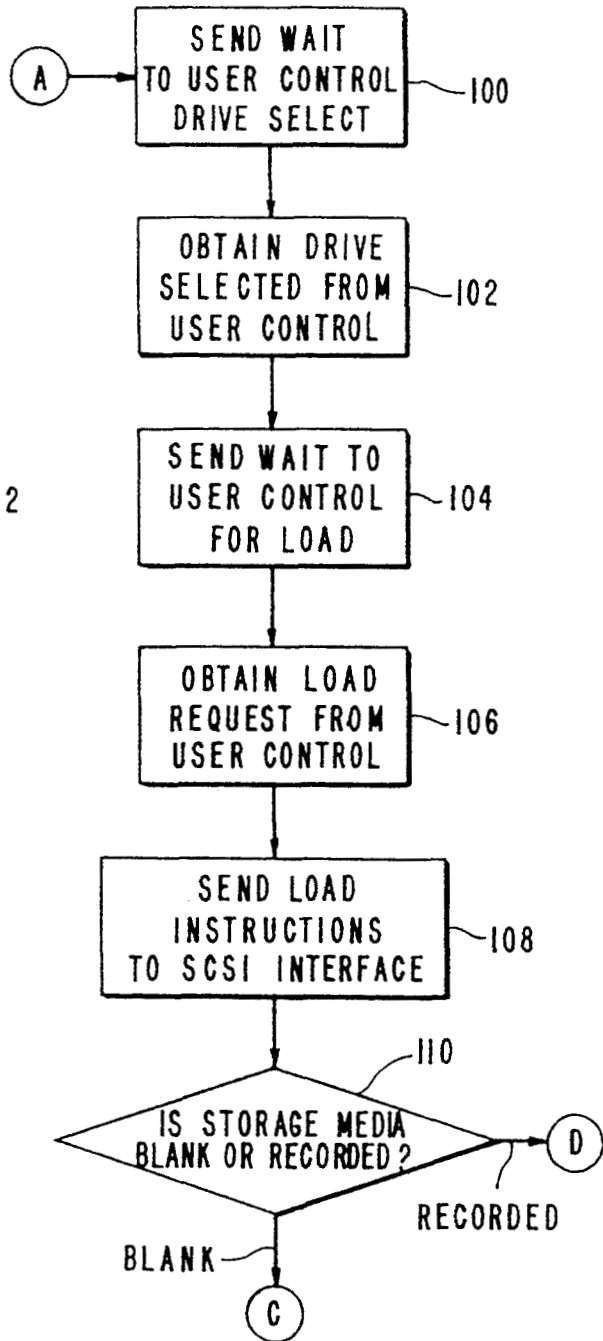 A
SEND WAIT
TO USER CONTROL
DRIVE SELECT
100
OBTAIN DRIVE
SELECTED FROM
USER CONTROL
102
SEND WAIT TO
USER CONTROL
FOR LOAD
104
2
OBTAIN LOAD
REQUEST FROM
USER CONTROL
106
SEND LOAD
INSTRUCTIONS
TO SCSI INTERFACE
108
110
IS STORAGE MEDIA
BLANK OR RECORDED?
D
RECORDED
BLANK
C